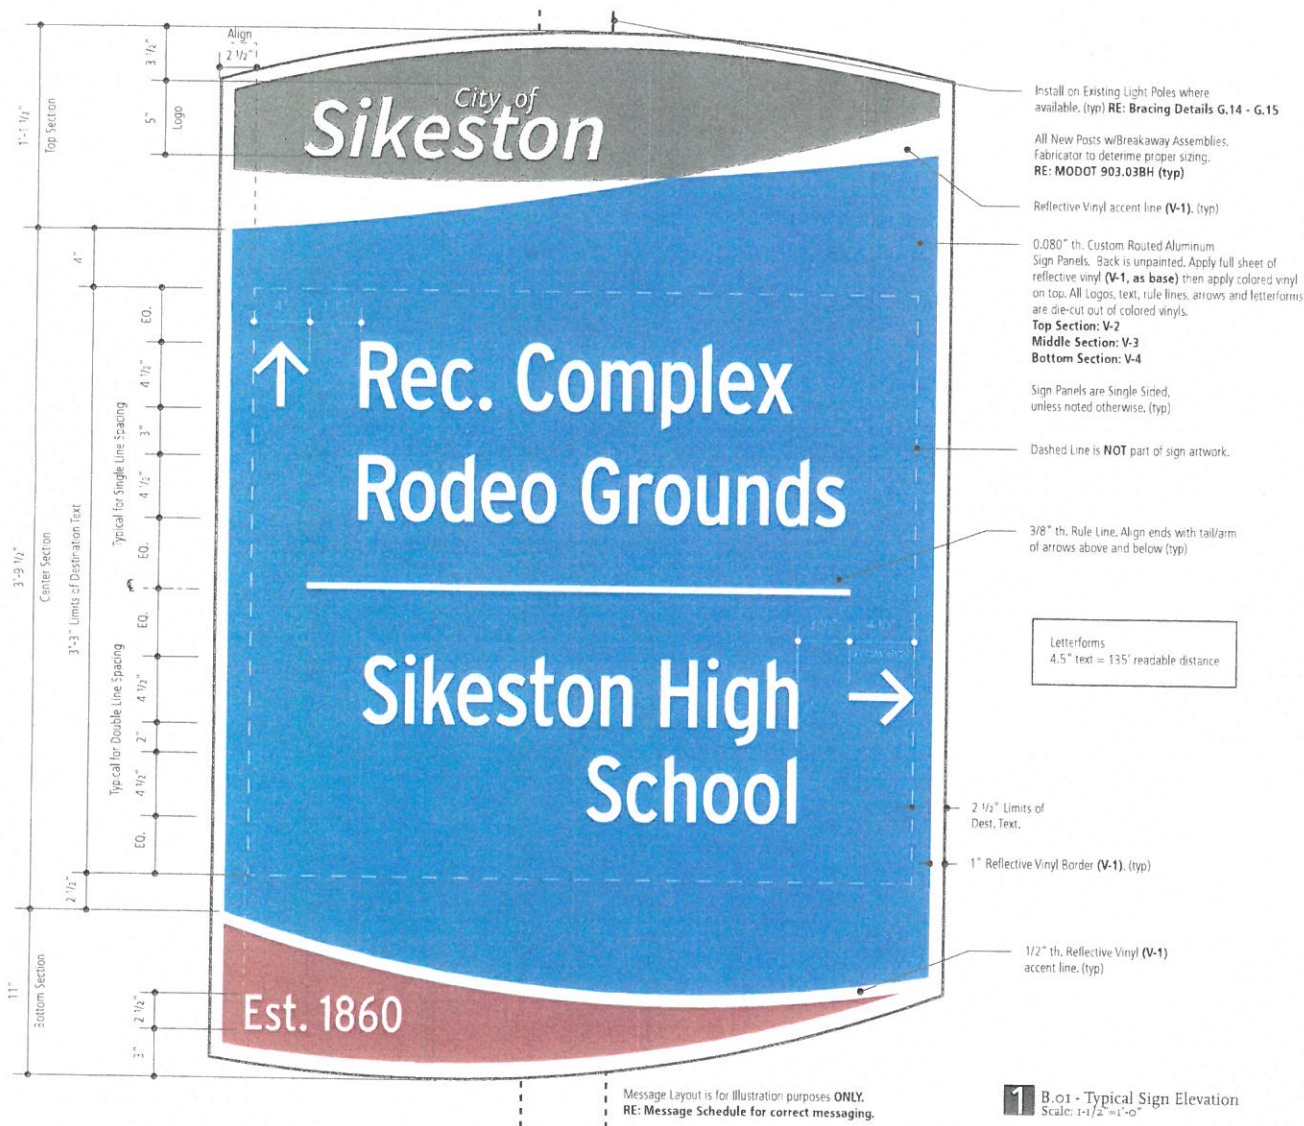 Align
2 1/2"
3 1/2"
5"
Logo
1'-1 1/2"
Top Section
City of
Sikeston
Install on Existing Light Poles where
available. (typ) RE: Bracing Details G.14 - G.15
All New Posts w/Breakaway Assemblies.
Fabricator to deterime proper sizing.
RE: MODOT 903.03BH (typ)
Reflective Vinyl accent line (V-1). (typ)
0.080" th. Custom Routed Aluminum
Sign Panels. Back is unpainted. Apply full sheet of
reflective vinyl (V-1, as base) then apply colored vinyl
on top. All Logos, text, rule lines, arrows and letterforms
are die-cut out of colored vinyls.
Top Section: V-2
Middle Section: V-3
Bottom Section: V-4
Sign Panels are Single Sided,
unless noted otherwise. (typ)
Dashed Line is NOT part of sign artwork.
3/8" th. Rule Line. Align ends with tail/arm
of arrows above and below (typ)
Letterforms
4.5" text = 135' readable distance
2 1/2" Limits of
Dest. Text.
1" Reflective Vinyl Border (V-1). (typ)
1/2" th. Reflective Vinyl (V-1)
accent line. (typ)
4"
EQ.
4 1/2"
3"
4 1/2"
EQ.
EQ.
4 1/2"
2"
4 1/2"
EQ.
2 1/2"
Typical for Single Line Spacing
Typical for Double Line Spacing
3'-3" Limits of Destination Text
3'-9 1/2"
Center Section
Rec. Complex
Rodeo Grounds
Sikeston High
School
11"
Bottom Section
2 1/2"
3"
Est. 1860
Message Layout is for Illustration purposes ONLY.
RE: Message Schedule for correct messaging.
1 B.01 - Typical Sign Elevation
Scale: 1-1/2"=1'-0"